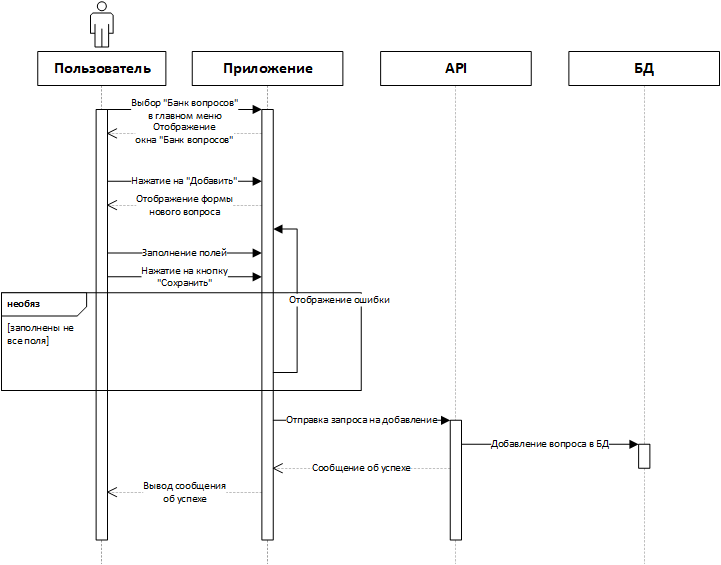 Пользователь
Приложение
API
БД
Выбор "Банк вопросов"
в главном меню
Отображение
окна "Банк вопросов"
Нажатие на "Добавить"
Отображение формы
нового вопроса
Заполнение полей
Нажатие на кнопку
"Сохранить"
необяз
Отображение ошибки
[заполнены не
все поля]
Отправка запроса на добавление
Добавление вопроса в БД
Сообщение об успехе
Вывод сообщения
об успехе